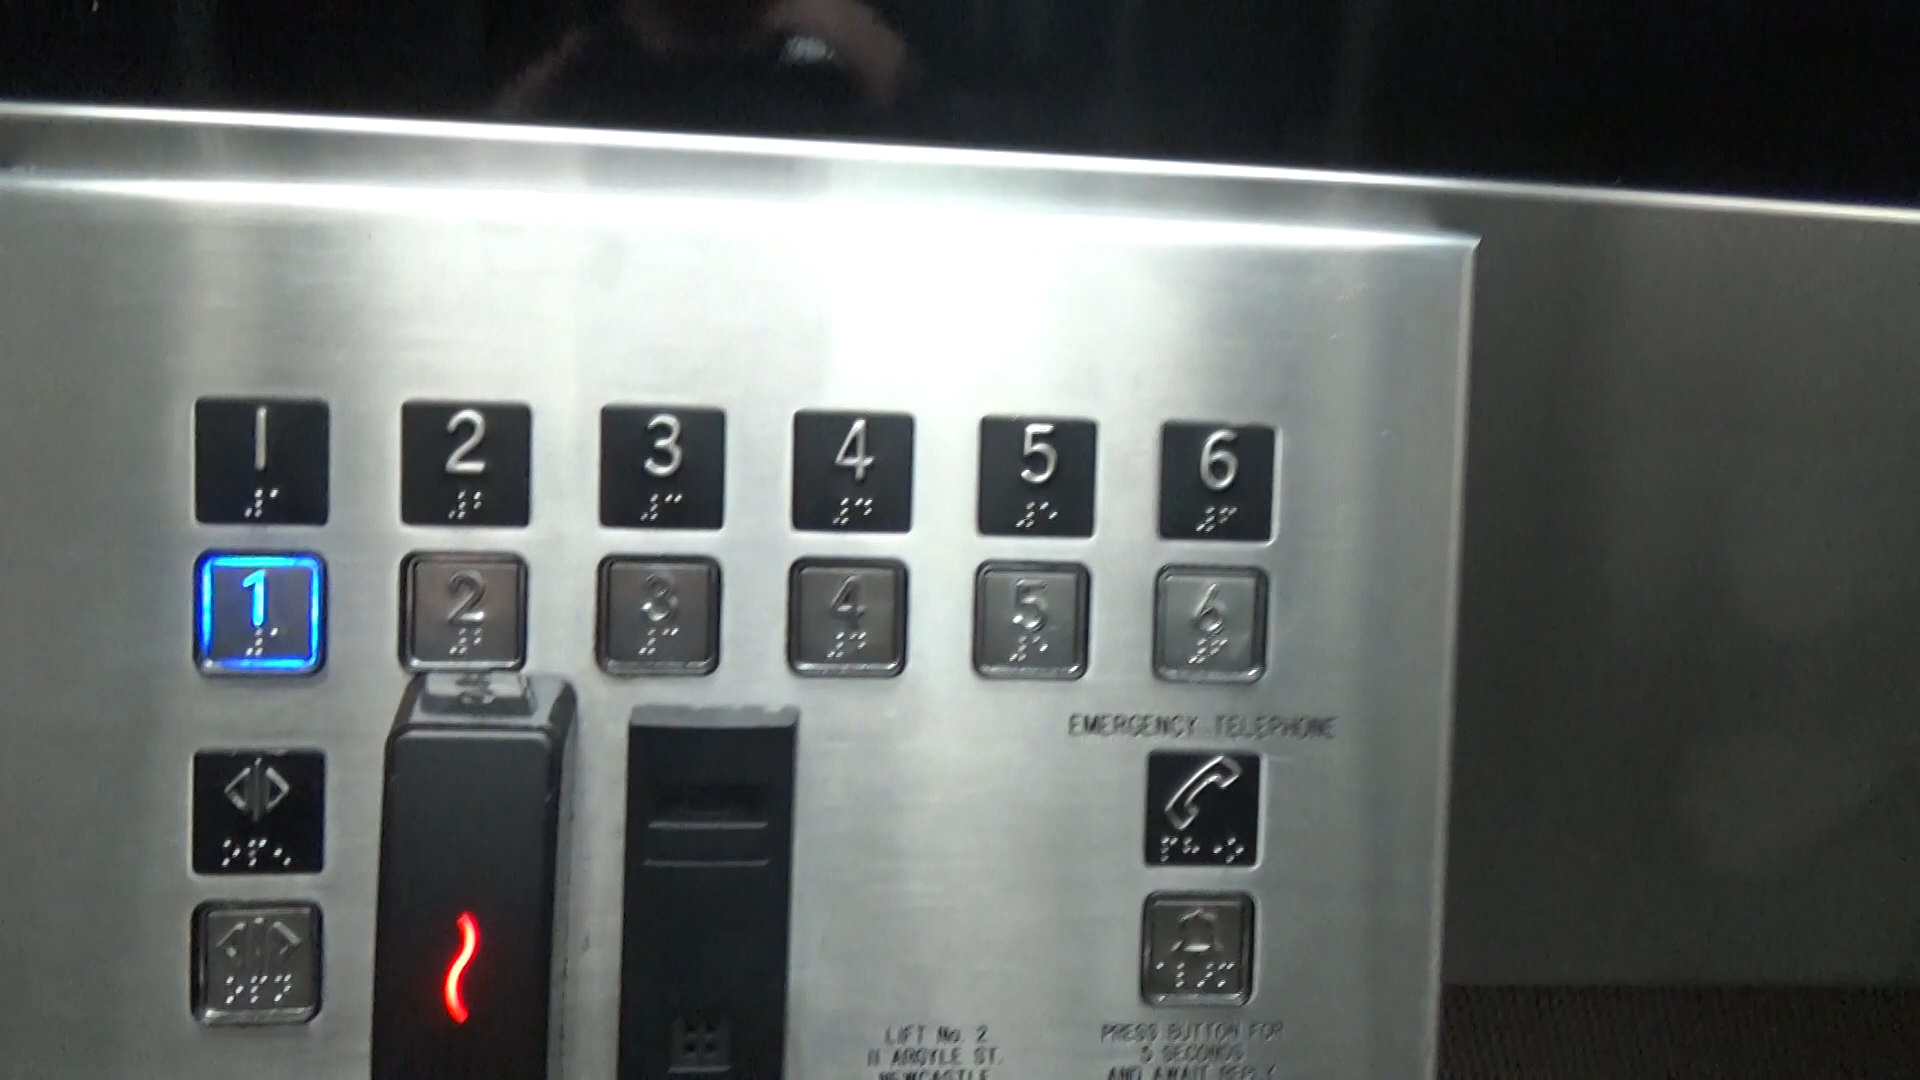 1 2 3 4 5 6
1 2 3 4 5 6
EMERGENCY TELEPHONE
LIFT No. 2
11 ARGYLE ST.
NEWCASTLE
PRESS BUTTON FOR
5 SECONDS
AND AWAIT REPLY